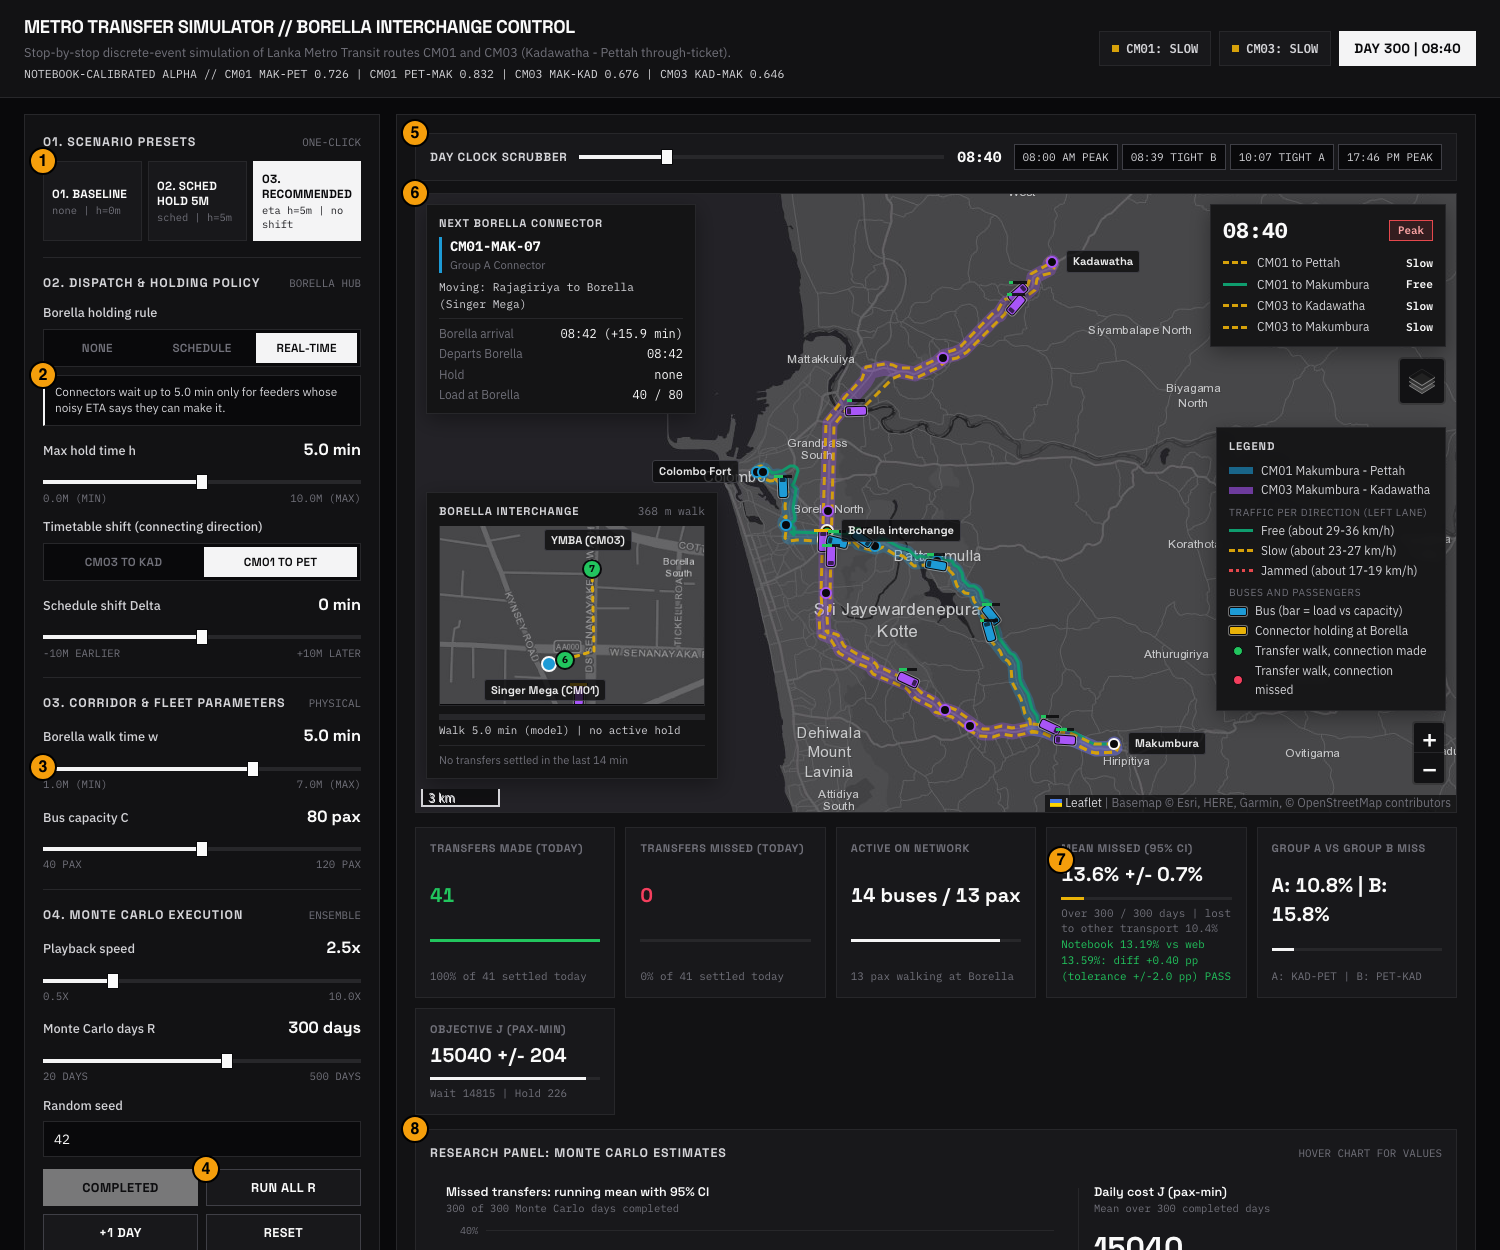 METRO TRANSFER SIMULATOR // BORELLA INTERCHANGE CONTROL
Stop-by-stop discrete-event simulation of Lanka Metro Transit routes CM01 and CM03 (Kadawatha - Pettah through-ticket).
NOTEBOOK-CALIBRATED ALPHA // CM01 MAK-PET 0.726 | CM01 PET-MAK 0.832 | CM03 MAK-KAD 0.676 | CM03 KAD-MAK 0.646
CM01: SLOW
CM03: SLOW
DAY 300 | 08:40
01. SCENARIO PRESETS
ONE-CLICK
1
01. BASELINE
none | h=0m
02. SCHED
HOLD 5M
sched | h=5m
03.
RECOMMENDED
eta h=5m | no
shift
02. DISPATCH & HOLDING POLICY
BORELLA HUB
Borella holding rule
NONE
SCHEDULE
REAL-TIME
2
Connectors wait up to 5.0 min only for feeders whose
noisy ETA says they can make it.
Max hold time h
5.0 min
0.0M (MIN)
10.0M (MAX)
Timetable shift (connecting direction)
CM03 TO KAD
CM01 TO PET
Schedule shift Delta
0 min
-10M EARLIER
+10M LATER
03. CORRIDOR & FLEET PARAMETERS
PHYSICAL
Borella walk time w
5.0 min
3
1.0M (MIN)
7.0M (MAX)
Bus capacity C
80 pax
40 PAX
120 PAX
04. MONTE CARLO EXECUTION
ENSEMBLE
Playback speed
2.5x
0.5X
10.0X
Monte Carlo days R
300 days
20 DAYS
500 DAYS
Random seed
42
4
COMPLETED
RUN ALL R
+1 DAY
RESET
5
DAY CLOCK SCRUBBER
08:40
08:00 AM PEAK
08:39 TIGHT B
10:07 TIGHT A
17:46 PM PEAK
6
NEXT BORELLA CONNECTOR
CM01-MAK-07
Group A Connector
Moving: Rajagiriya to Borella
(Singer Mega)
Borella arrival
08:42 (+15.9 min)
Departs Borella
08:42
Hold
none
Load at Borella
40 / 80
Kadawatha
Siyambalape North
Mattakkuliya
Biyagama
North
Grandpass
South
Colombo Fort
Borella North
Borella interchange
Battaramulla
Sri Jayewardenepura
Kotte
Athurugiriya
Dehiwala
Mount
Lavinia
Attidiya
South
Makumbura
Hiripitiya
Ovitigama
08:40
Peak
CM01 to Pettah
Slow
CM01 to Makumbura
Free
CM03 to Kadawatha
Slow
CM03 to Makumbura
Slow
LEGEND
CM01 Makumbura - Pettah
CM03 Makumbura - Kadawatha
TRAFFIC PER DIRECTION (LEFT LANE)
Free (about 29-36 km/h)
Slow (about 23-27 km/h)
Jammed (about 17-19 km/h)
BUSES AND PASSENGERS
Bus (bar = load vs capacity)
Connector holding at Borella
Transfer walk, connection made
Transfer walk, connection
missed
+
−
BORELLA INTERCHANGE
368 m walk
YMBA (CM03)
7
Borella
South
KYNSEY ROAD
TICKELL ROAD
AA000
6
Singer Mega (CM01)
Walk 5.0 min (model) | no active hold
No transfers settled in the last 14 min
3 km
Leaflet | Basemap © Esri, HERE, Garmin, © OpenStreetMap contributors
TRANSFERS MADE (TODAY)
41
100% of 41 settled today
TRANSFERS MISSED (TODAY)
0
0% of 41 settled today
ACTIVE ON NETWORK
14 buses / 13 pax
13 pax walking at Borella
7
MEAN MISSED (95% CI)
13.6% +/- 0.7%
Over 300 / 300 days | lost
to other transport 10.4%
Notebook 13.19% vs web
13.59%: diff +0.40 pp
(tolerance +/-2.0 pp) PASS
GROUP A VS GROUP B MISS
A: 10.8% | B:
15.8%
A: KAD-PET | B: PET-KAD
OBJECTIVE J (PAX-MIN)
15040 +/- 204
Wait 14815 | Hold 226
8
RESEARCH PANEL: MONTE CARLO ESTIMATES
HOVER CHART FOR VALUES
Missed transfers: running mean with 95% CI
300 of 300 Monte Carlo days completed
40%
Daily cost J (pax-min)
Mean over 300 completed days
15040